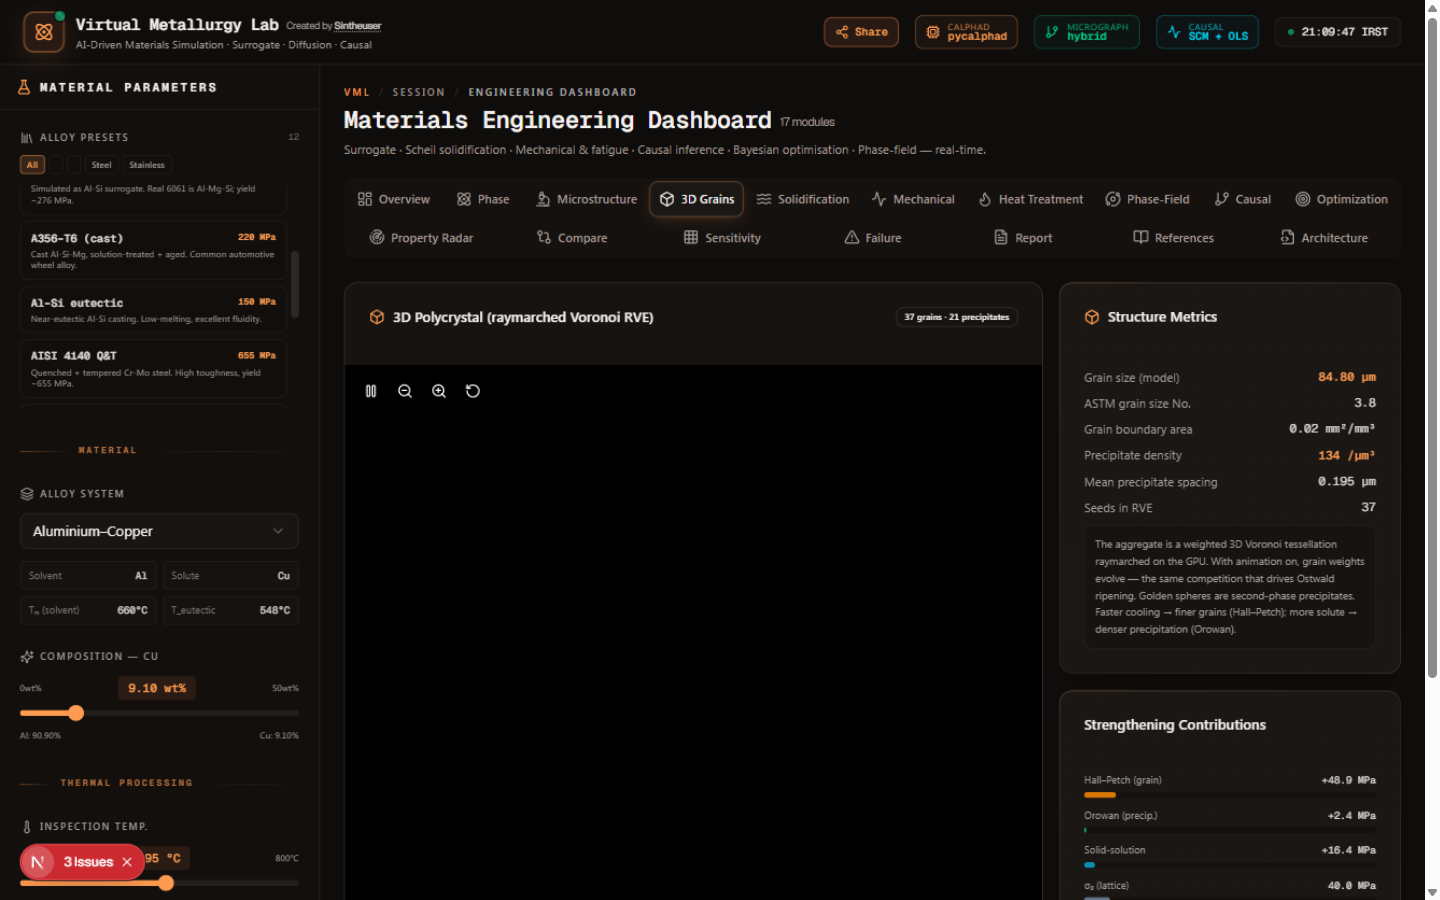 Virtual Metallurgy Lab Created by Sintheuser
AI-Driven Materials Simulation · Surrogate · Diffusion · Causal
Share
CALPHAD
pycalphad
MICROGRAPH
hybrid
CAUSAL
SCM + OLS
21:09:47 IRST
MATERIAL PARAMETERS
ALLOY PRESETS 12
All Steel Stainless
Simulated as Al-Si surrogate. Real 6061 is Al-Mg-Si; yield
~276 MPa.
A356-T6 (cast) 220 MPa
Cast Al-Si-Mg, solution-treated + aged. Common automotive
wheel alloy.
Al-Si eutectic 150 MPa
Near-eutectic Al-Si casting. Low-melting, excellent fluidity.
AISI 4140 Q&T 655 MPa
Quenched + tempered Cr-Mo steel. High toughness, yield
~655 MPa.
MATERIAL
ALLOY SYSTEM
Aluminium–Copper
Solvent Al Solute Cu
Tₘ (solvent) 660°C T_eutectic 548°C
COMPOSITION — CU
0wt% 9.10 wt% 50wt%
Al: 90.90% Cu: 9.10%
THERMAL PROCESSING
INSPECTION TEMP.
95 °C 800°C
N 3 Issues
VML / SESSION / ENGINEERING DASHBOARD
Materials Engineering Dashboard 17 modules
Surrogate · Scheil solidification · Mechanical & fatigue · Causal inference · Bayesian optimisation · Phase-field — real-time.
Overview Phase Microstructure 3D Grains Solidification Mechanical Heat Treatment Phase-Field Causal Optimization
Property Radar Compare Sensitivity Failure Report References Architecture
3D Polycrystal (raymarched Voronoi RVE) 37 grains · 21 precipitates
Structure Metrics
Grain size (model) 84.80 µm
ASTM grain size No. 3.8
Grain boundary area 0.02 mm²/mm³
Precipitate density 134 /µm³
Mean precipitate spacing 0.195 µm
Seeds in RVE 37
The aggregate is a weighted 3D Voronoi tessellation
raymarched on the GPU. With animation on, grain weights
evolve — the same competition that drives Ostwald
ripening. Golden spheres are second-phase precipitates.
Faster cooling → finer grains (Hall–Petch); more solute →
denser precipitation (Orowan).
Strengthening Contributions
Hall–Petch (grain) +48.9 MPa
Orowan (precip.) +2.4 MPa
Solid-solution +16.4 MPa
σ₀ (lattice) 40.0 MPa